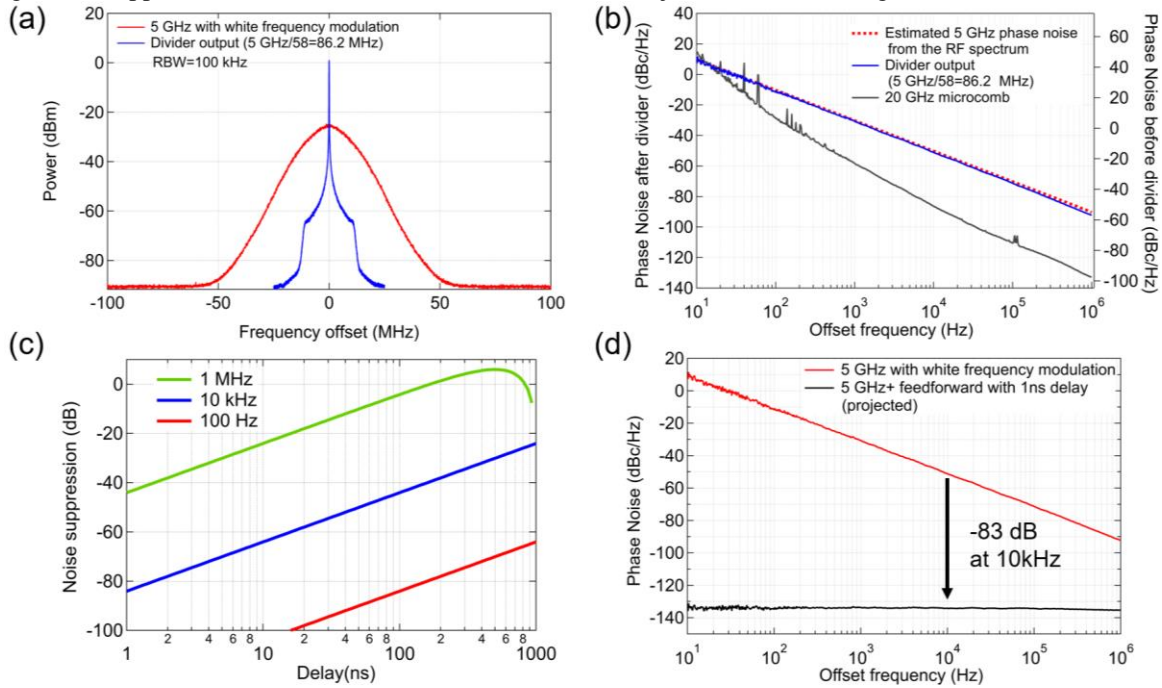 (a)
20
0
-20
-40
-60
-80
Power (dBm)
5 GHz with white frequency modulation
Divider output (5 GHz/58=86.2 MHz)
RBW=100 kHz
-100
-50
0
50
100
Frequency offset (MHz)
(b)
40
20
0
-20
-40
-60
-80
-100
-120
-140
Phase Noise after divider (dBc/Hz)
Estimated 5 GHz phase noise
from the RF spectrum
Divider output
(5 GHz/58=86.2 MHz)
20 GHz microcomb
60
40
20
0
-20
-40
-60
-80
-100
Phase Noise before divider (dBc/Hz)
10¹
10²
10³
10⁴
10⁵
10⁶
Offset frequency (Hz)
(c)
0
-20
-40
-60
-80
-100
Noise suppression (dB)
1 MHz
10 kHz
100 Hz
1
2
4
6
8
10
2
4
6
8
100
2
4
6
8
1000
Delay(ns)
(d)
20
0
-20
-40
-60
-80
-100
-120
-140
Phase Noise (dBc/Hz)
5 GHz with white frequency modulation
5 GHz+ feedforward with 1ns delay
(projected)
-83 dB
at 10kHz
10¹
10²
10³
10⁴
10⁵
10⁶
Offset frequency (Hz)